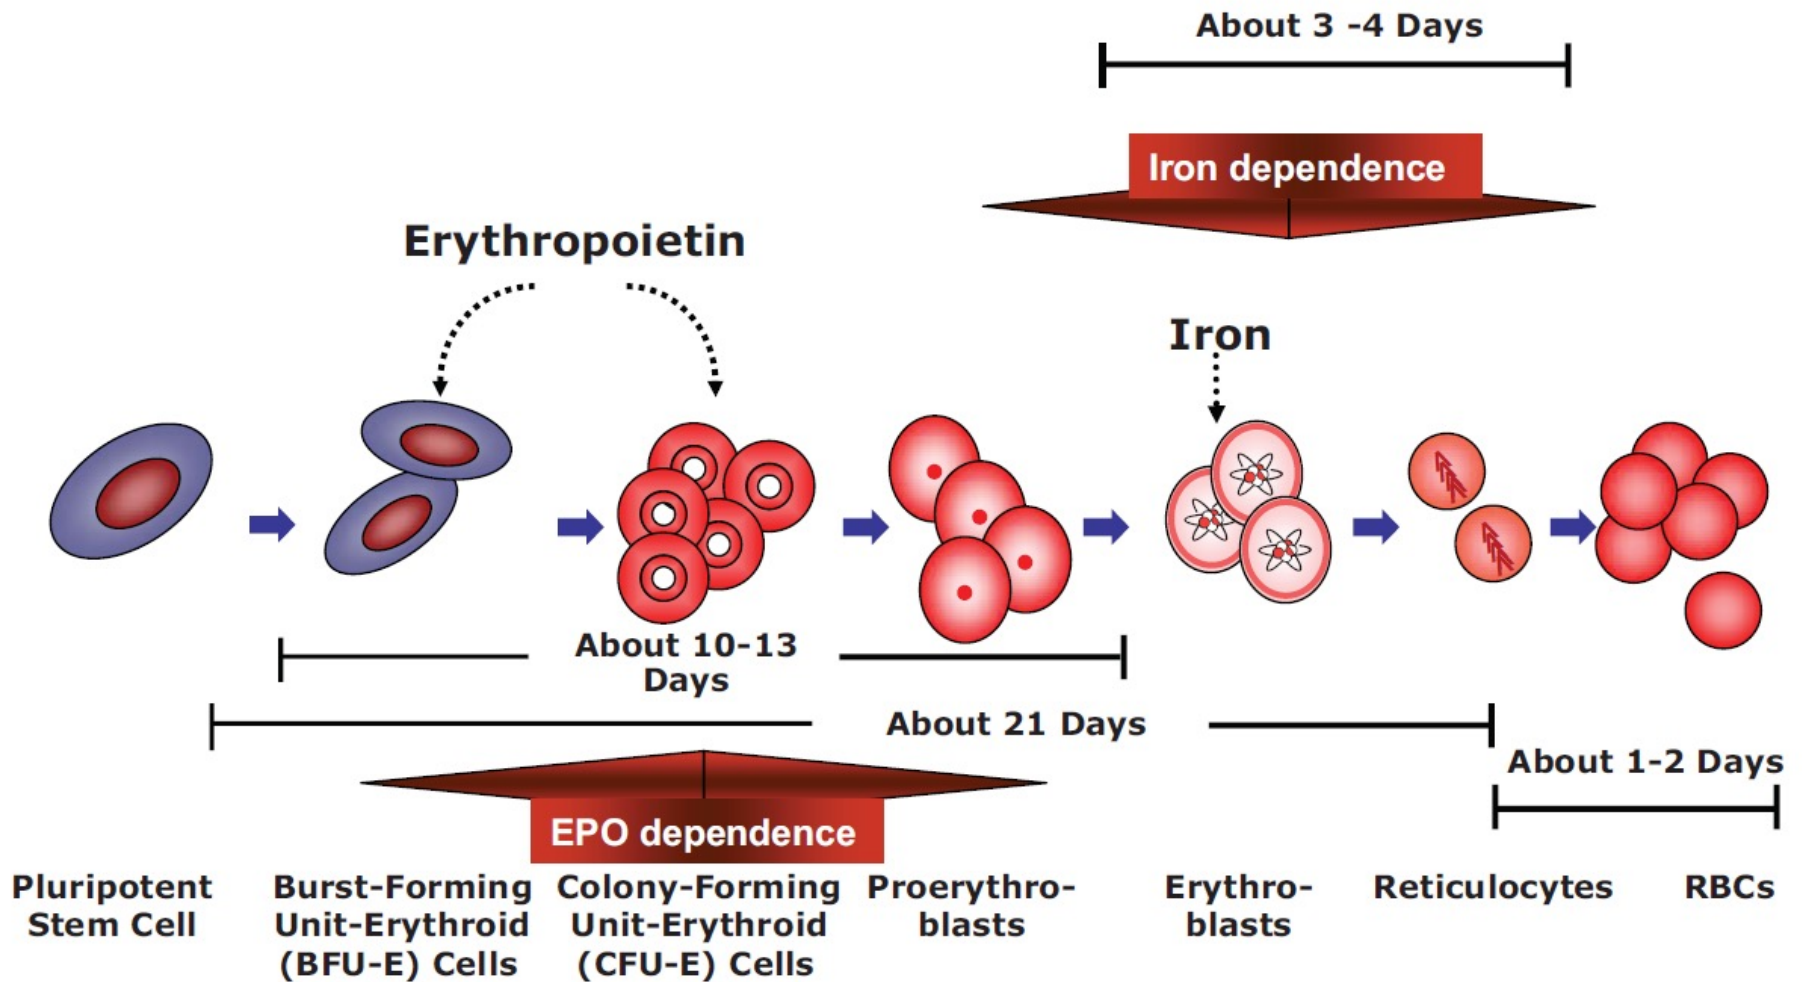 About 3 -4 Days
Iron dependence
Erythropoietin
Iron
About 10-13
Days
About 21 Days
About 1-2 Days
EPO dependence
Pluripotent
Stem Cell
Burst-Forming
Unit-Erythroid
(BFU-E) Cells
Colony-Forming
Unit-Erythroid
(CFU-E) Cells
Proerythro-
blasts
Erythro-
blasts
Reticulocytes
RBCs